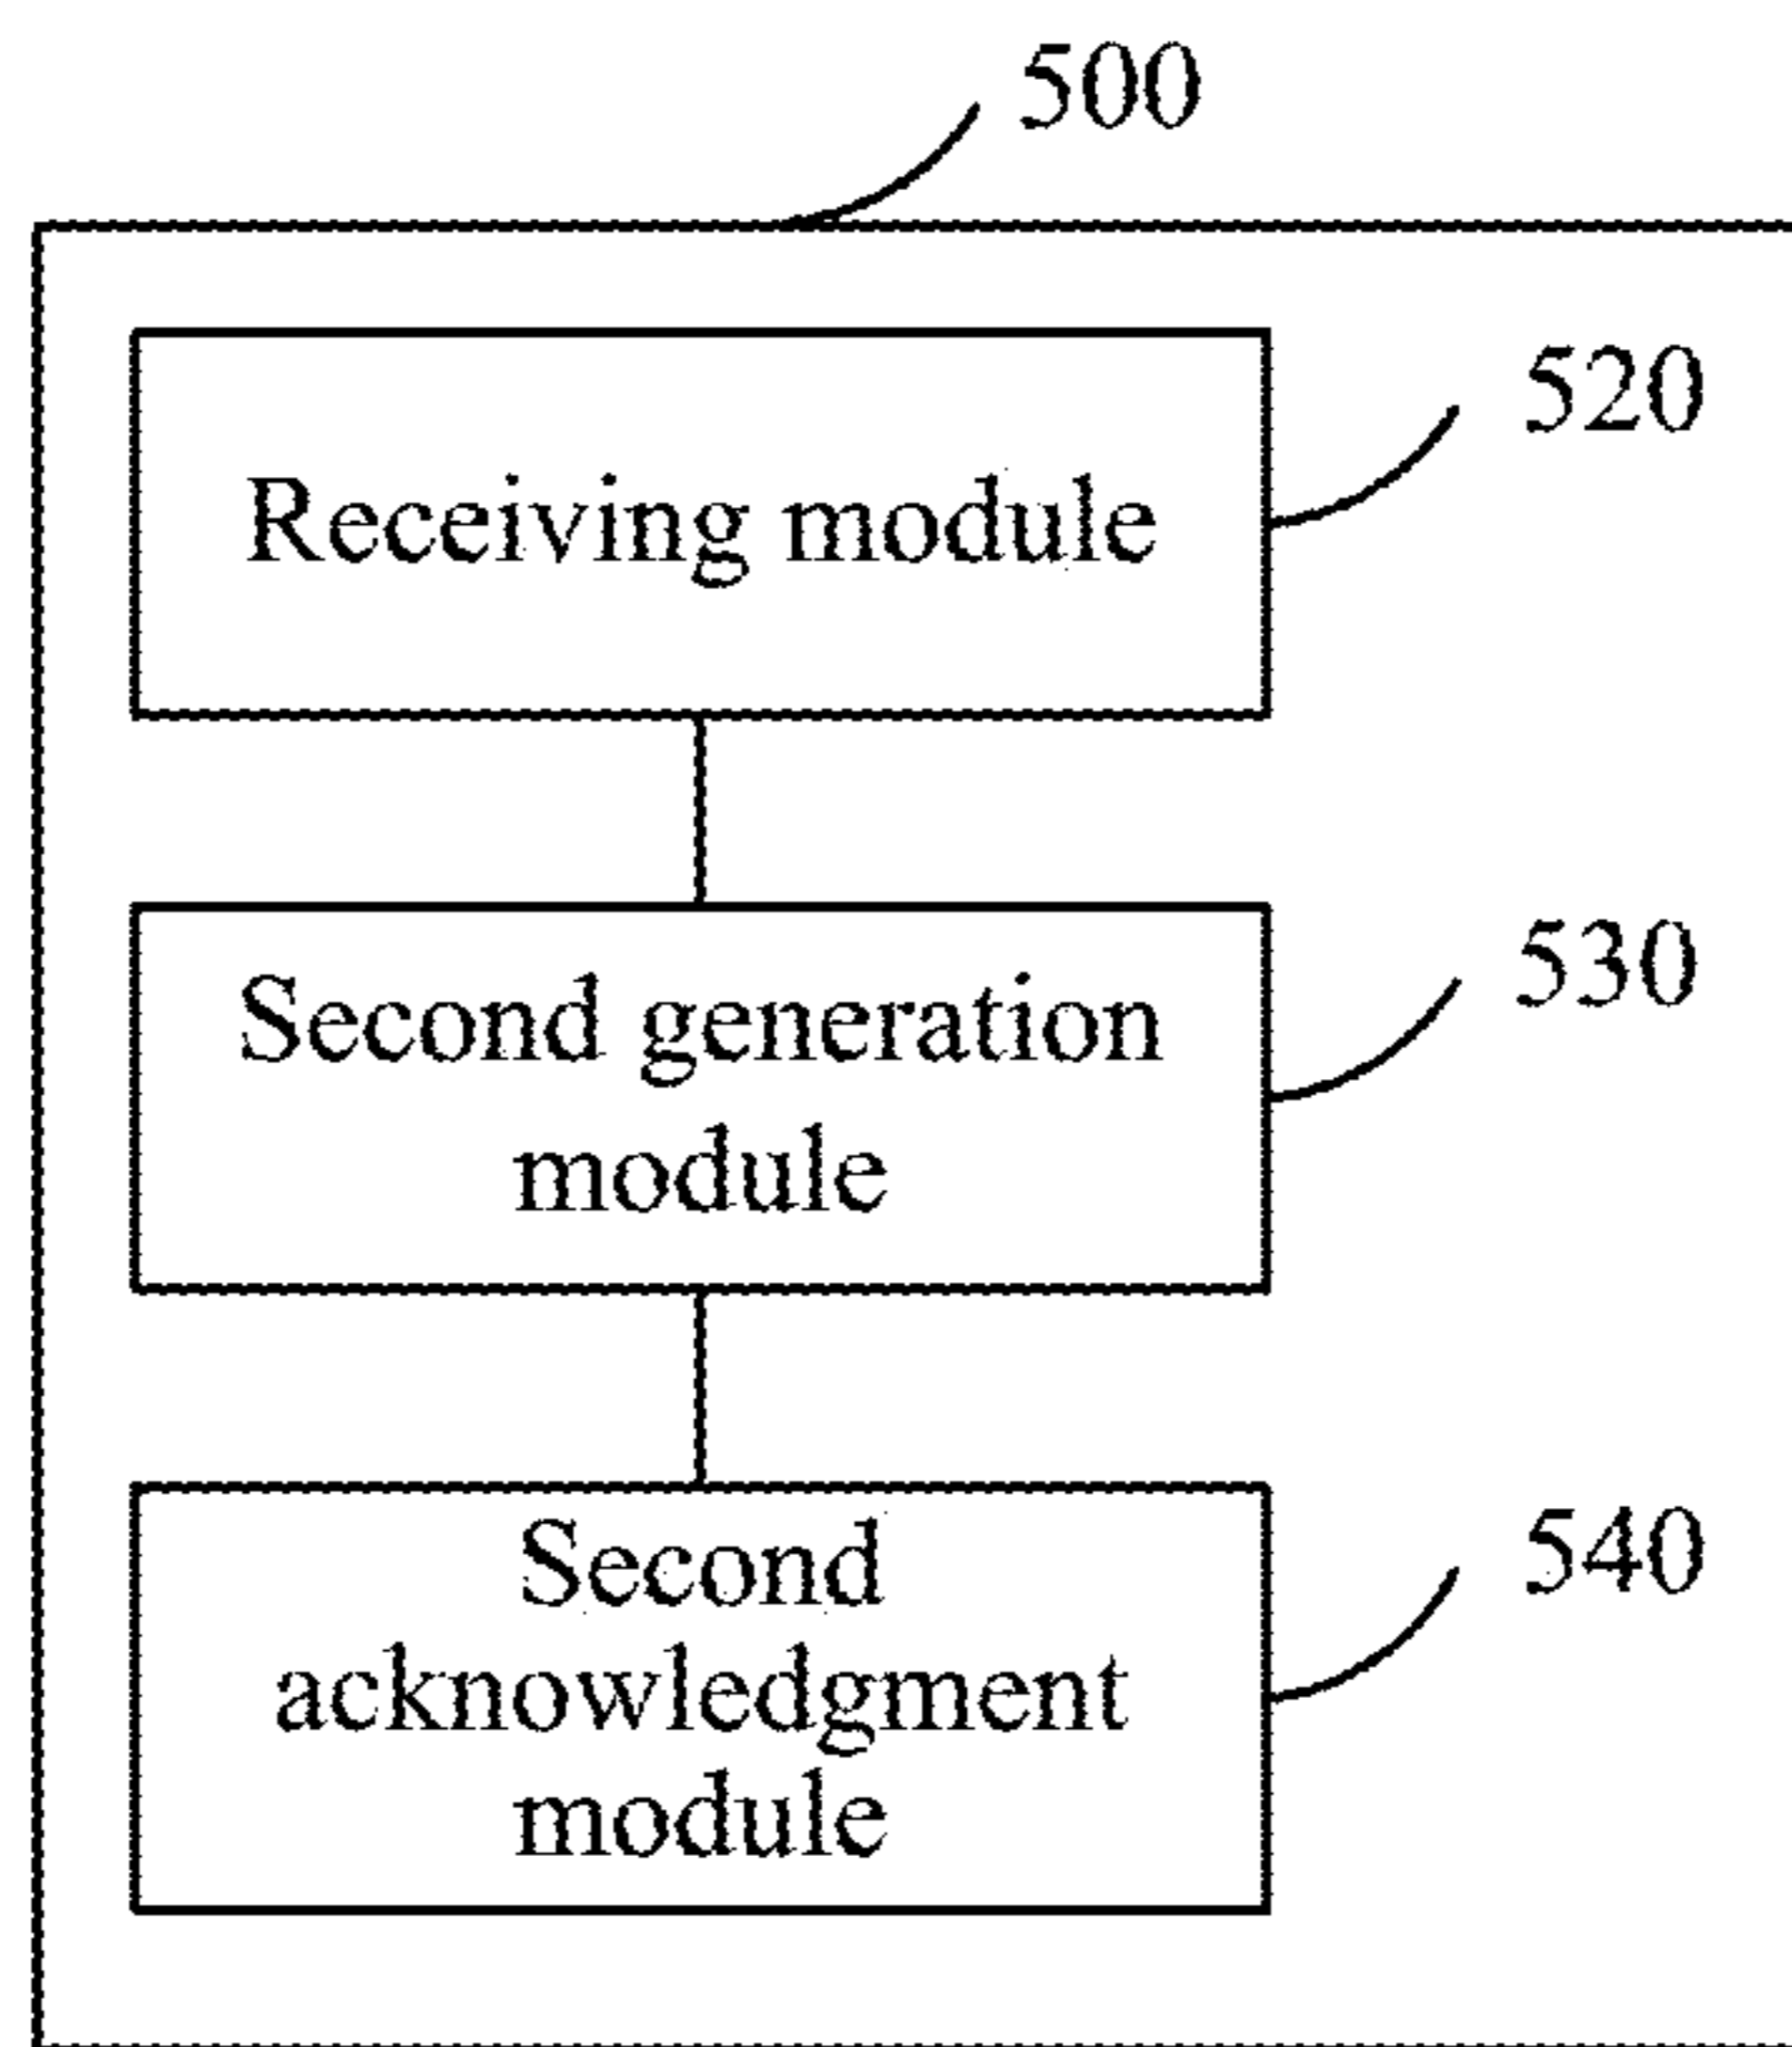 500
520
Receiving module
530
Second generation
module
540
Second
acknowledgment
module